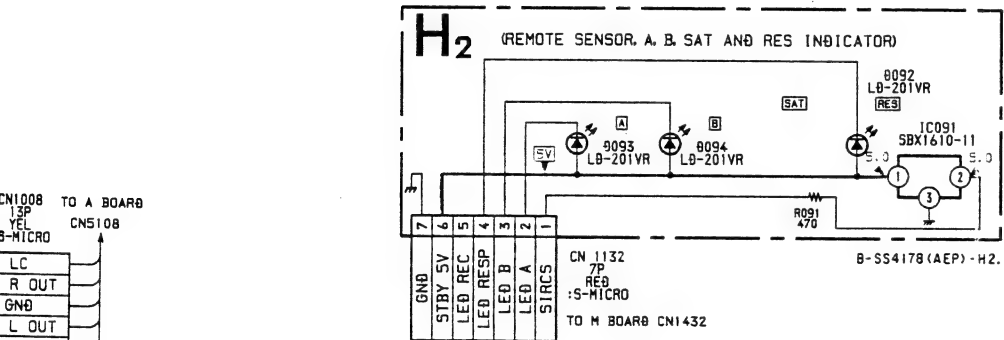 H2
(REMOTE SENSOR, A, B, SAT AND RES INDICATOR)
D092
LD-201VR
SAT
RES
A
B
IC091
SBX1610-11
D093
LD-201VR
D094
LD-201VR
5V
5.0
5.0
1
2
3
R091
470
7
6
5
4
3
2
1
GND
STBY 5V
LED REC
LED RESP
LED B
LED A
SIRCS
CN 1132
7P
RED
:S-MICRO
TO M BOARD CN1432
B-SS4178(AEP)-H2.
CN1008
13P
YEL
S-MICRO
TO A BOARD
CN5108
LC
R OUT
GND
L OUT